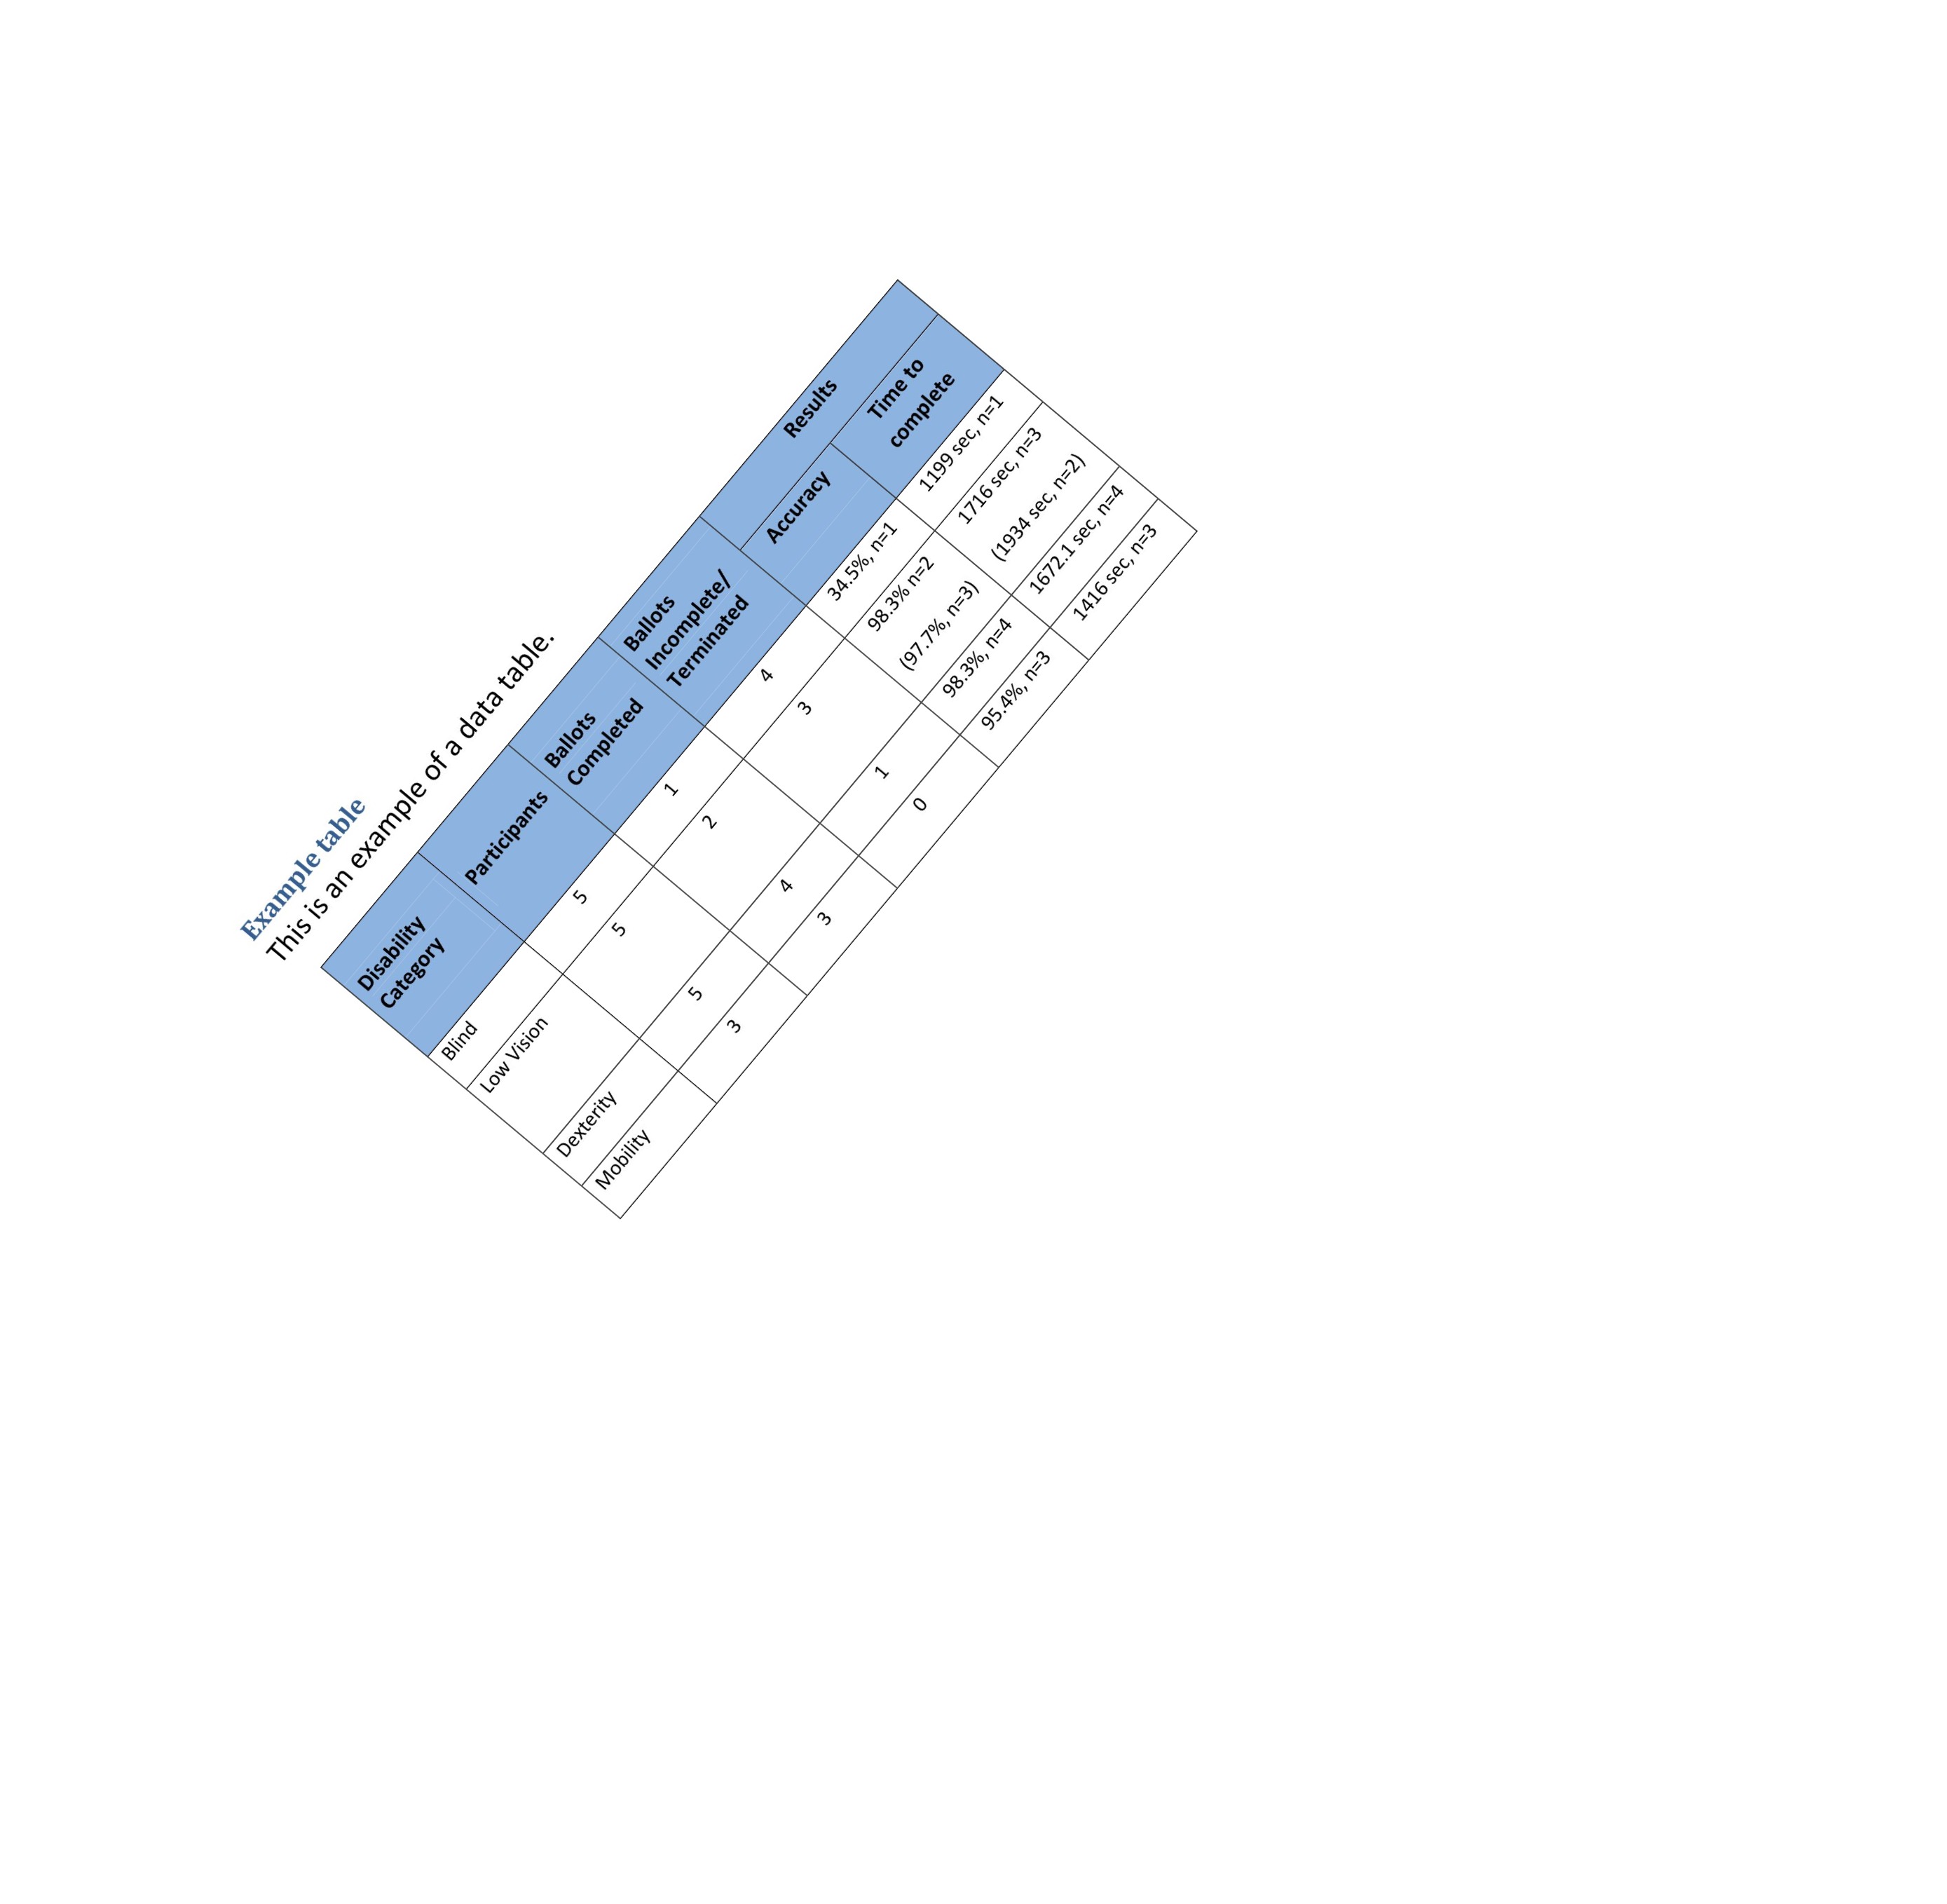 Example table
This is an example of a data table.
Disability
Category
Participants
Ballots
Completed
Ballots
Incomplete/
Terminated
Results
Accuracy
Time to
complete
Blind
5
1
4
34.5%, n=1
1199 sec, n=1
Low Vision
5
2
3
98.3% n=2
(97.7%, n=3)
1716 sec, n=3
(1934 sec, n=2)
Dexterity
5
4
1
98.3%, n=4
1672.1 sec, n=4
Mobility
3
3
0
95.4%, n=3
1416 sec, n=3